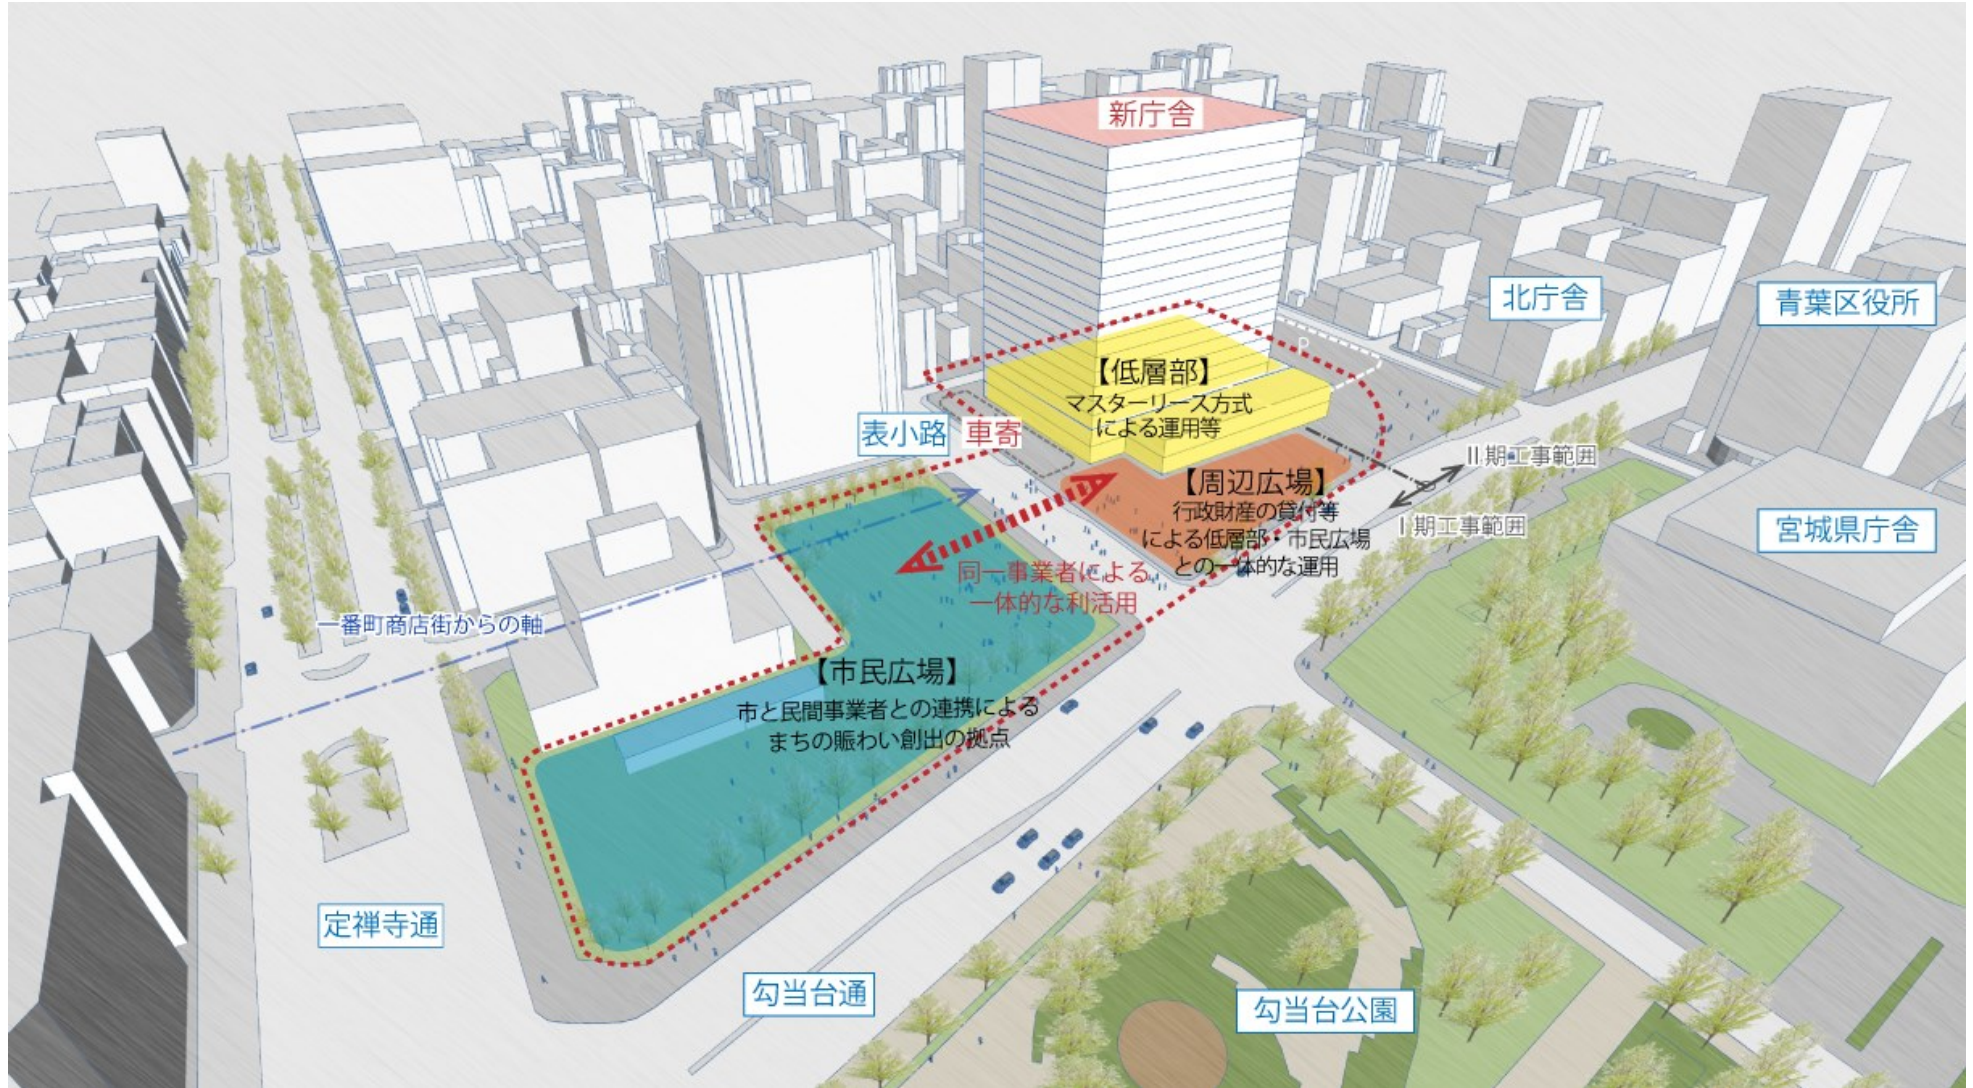 新庁舎
北庁舎
青葉区役所
P
【低層部】
マスターリース方式
による運用等
表小路
車寄
Ⅱ期工事範囲
【周辺広場】
行政財産の貸付等
による低層部・市民広場
との一体的な運用
Ⅰ期工事範囲
宮城県庁舎
同一事業者による
一体的な利活用
一番町商店街からの軸
【市民広場】
市と民間事業者との連携による
まちの賑わい創出の拠点
定禅寺通
勾当台通
勾当台公園